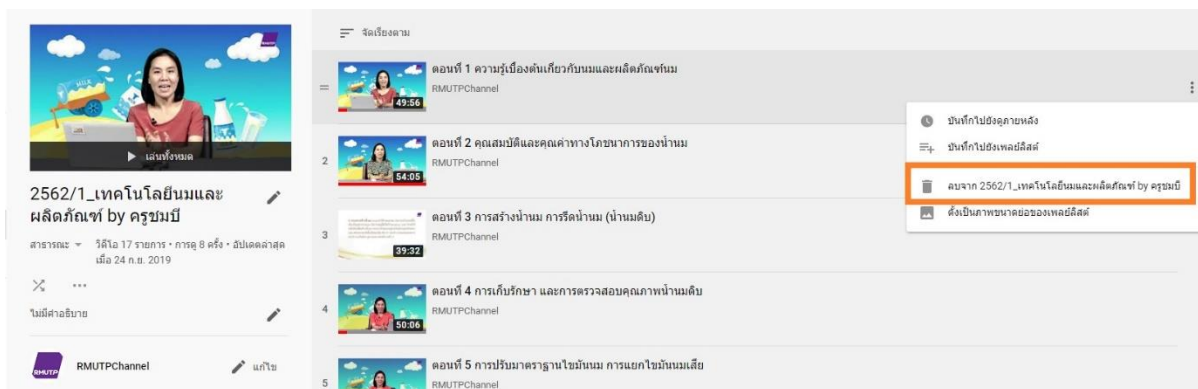 RMUTP
MILK
เล่นทั้งหมด
2562/1_เทคโนโลยีนมและ
ผลิตภัณฑ์ by ครูชมบี
สาธารณะ
วิดีโอ 17 รายการ • การดู 8 ครั้ง • อัปเดตล่าสุด
เมื่อ 24 ก.ย. 2019
ไม่มีคำอธิบาย
RMUTP
RMUTPChannel
แก้ไข
จัดเรียงตาม
ตอนที่ 1 ความรู้เบื้องต้นเกี่ยวกับนมและผลิตภัณฑ์นม
RMUTPChannel
49:56
2
ตอนที่ 2 คุณสมบัติและคุณค่าทางโภชนาการของน้ำนม
RMUTPChannel
54:05
3
ตอนที่ 3 การสร้างน้ำนม การรีดน้ำนม (น้ำนมดิบ)
RMUTPChannel
39:32
4
ตอนที่ 4 การเก็บรักษา และการตรวจสอบคุณภาพน้ำนมดิบ
RMUTPChannel
50:06
5
ตอนที่ 5 การปรับมาตราฐานไขมันนม การแยกไขมันนมเสีย
RMUTPChannel
บันทึกไปยังดูภายหลัง
บันทึกไปยังเพลย์ลิสต์
ลบจาก 2562/1_เทคโนโลยีนมและผลิตภัณฑ์ by ครูชมบี
ตั้งเป็นภาพขนาดย่อของเพลย์ลิสต์